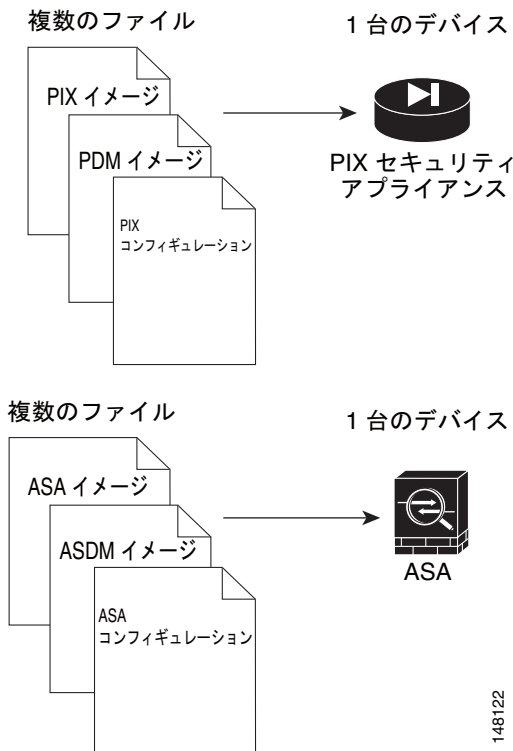 複数のファイル
1 台のデバイス
PIX イメージ
PDM イメージ
PIX
コンフィギュレーション
PIX セキュリティ
アプライアンス
複数のファイル
1 台のデバイス
ASA イメージ
ASDM イメージ
ASA
コンフィギュレーション
ASA
148122